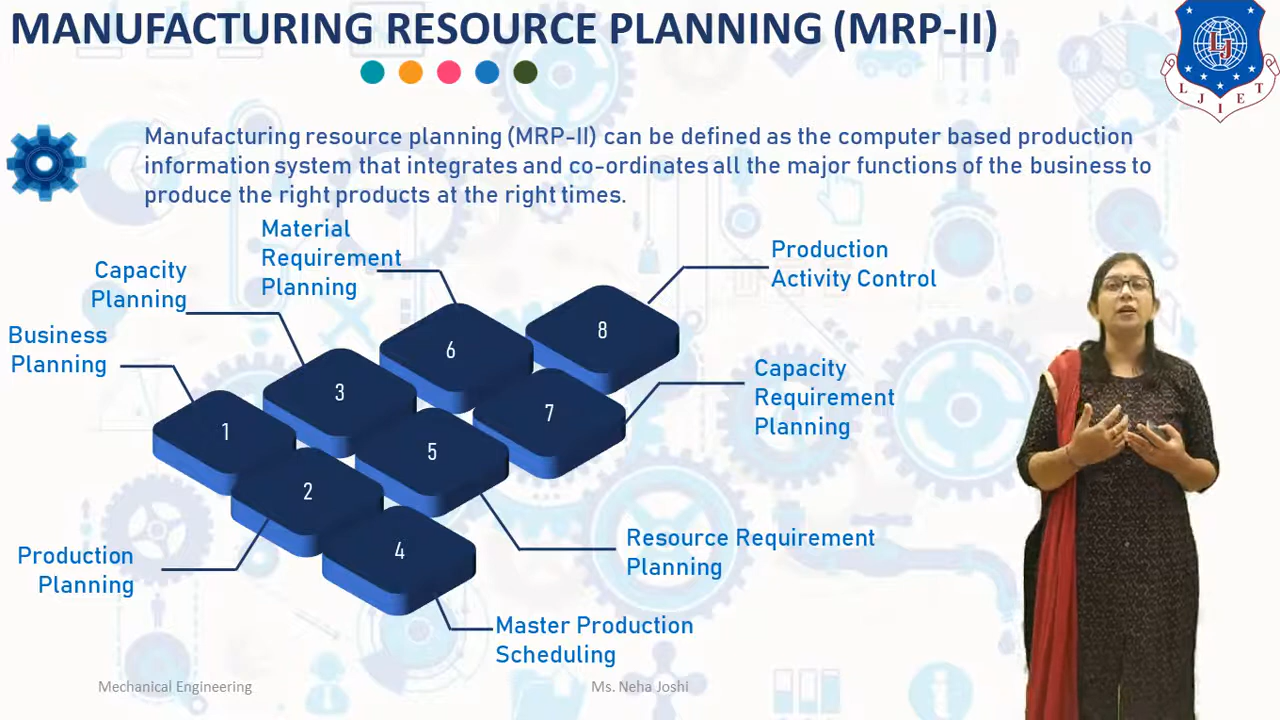 MANUFACTURING RESOURCE PLANNING (MRP-II)
LJ
LJIET
Manufacturing resource planning (MRP-II) can be defined as the computer based production
information system that integrates and co-ordinates all the major functions of the business to
produce the right products at the right times.
Material
Requirement
Planning
Capacity
Planning
Business
Planning
Production
Activity Control
Capacity
Requirement
Planning
8
6
3
7
1
5
2
4
Production
Planning
Resource Requirement
Planning
Master Production
Scheduling
Mechanical Engineering
Ms. Neha Joshi